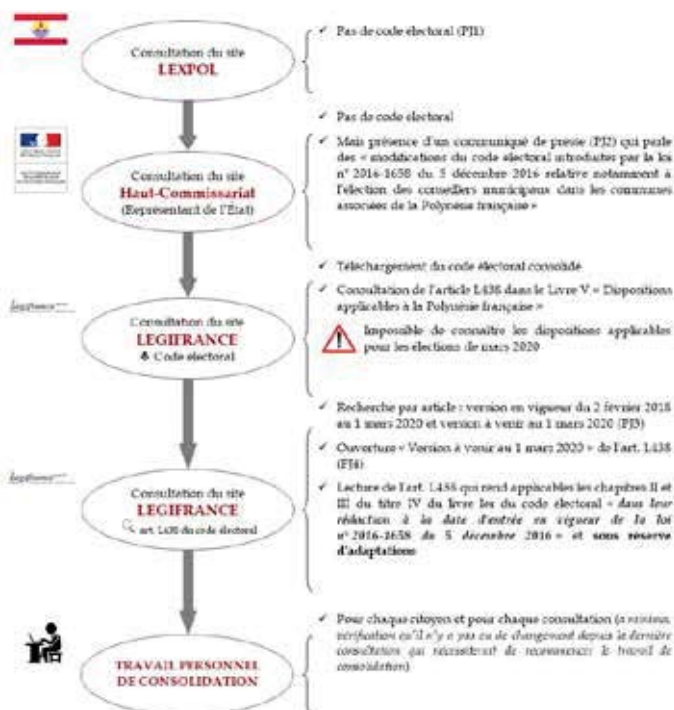 Consultation du site
LEXPOL
✓ Pas de code électoral (PJ1)
Consultation du site
Haut-Commissariat
(Représentant de l'État)
✓ Pas de code électoral
✓ Mais présence d'un communiqué de presse (PJ2) qui parle
des « modifications du code électoral introduites par la loi
n° 2016-1658 du 5 décembre 2016 relative notamment à
l'élection des conseillers municipaux dans les communes
associées de la Polynésie française »
Legifrance
Consultation du site
LEGIFRANCE
Code électoral
✓ Téléchargement du code électoral consolidé
✓ Consultation de l'article L438 dans le Livre V « Dispositions
applicables à la Polynésie française »
Impossible de connaître les dispositions applicables
pour les élections de mars 2020
Legifrance
Consultation du site
LEGIFRANCE
art. L438 du code électoral
✓ Recherche par article : version en vigueur du 2 février 2018
au 1 mars 2020 et version à venir au 1 mars 2020 (PJ3)
✓ Ouverture « Version à venir au 1 mars 2020 » de l'art. L438
(PJ4)
✓ Lecture de l'art. L438 qui rend applicables les chapitres II et
III du titre IV du livre Ier du code électoral « dans leur
rédaction à la date d'entrée en vigueur de la loi
n° 2016-1658 du 5 décembre 2016 » et sous réserve
d'adaptations
TRAVAIL PERSONNEL
DE CONSOLIDATION
✓ Pour chaque citoyen et pour chaque consultation (a minima,
vérification qu'il n'y a pas eu de changement depuis la dernière
consultation qui nécessiterait de recommencer le travail de
consolidation)